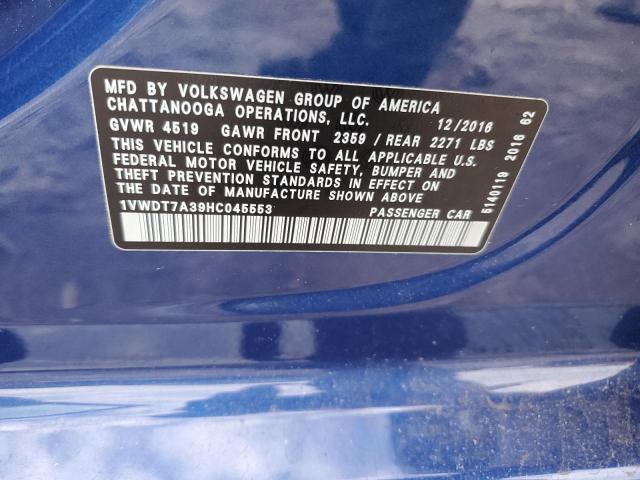 MFD BY VOLKSWAGEN GROUP OF AMERICA
CHATTANOOGA OPERATIONS, LLC. 12/2016
GVWR 4519 GAWR FRONT 2359 / REAR 2271 LBS
THIS VEHICLE CONFORMS TO ALL APPLICABLE U.S.
FEDERAL MOTOR VEHICLE SAFETY, BUMPER AND
THEFT PREVENTION STANDARDS IN EFFECT ON
THE DATE OF MANUFACTURE SHOWN ABOVE
1VWDT7A39HC045553 PASSENGER CAR
5140119 2016 62